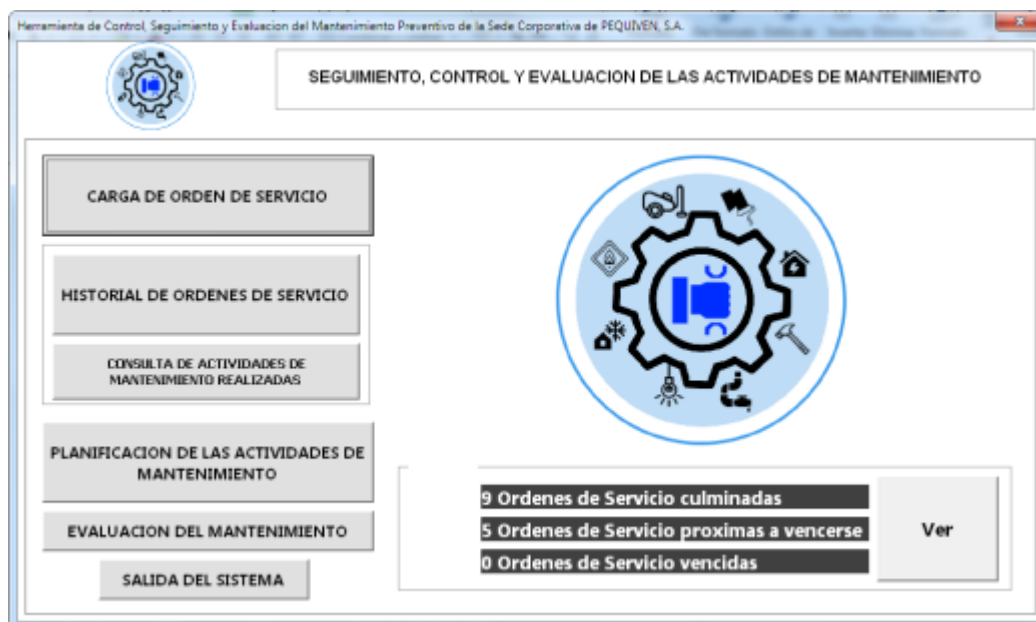 Herramienta de Control, Seguimiento y Evaluacion del Mantenimiento Preventivo de la Sede Corporativa de PEQUIVEN, S.A.
SEGUIMIENTO, CONTROL Y EVALUACION DE LAS ACTIVIDADES DE MANTENIMIENTO
CARGA DE ORDEN DE SERVICIO
HISTORIAL DE ORDENES DE SERVICIO
CONSULTA DE ACTIVIDADES DE
MANTENIMIENTO REALIZADAS
PLANIFICACION DE LAS ACTIVIDADES DE
MANTENIMIENTO
EVALUACION DEL MANTENIMIENTO
SALIDA DEL SISTEMA
9 Ordenes de Servicio culminadas
5 Ordenes de Servicio proximas a vencerse
0 Ordenes de Servicio vencidas
Ver